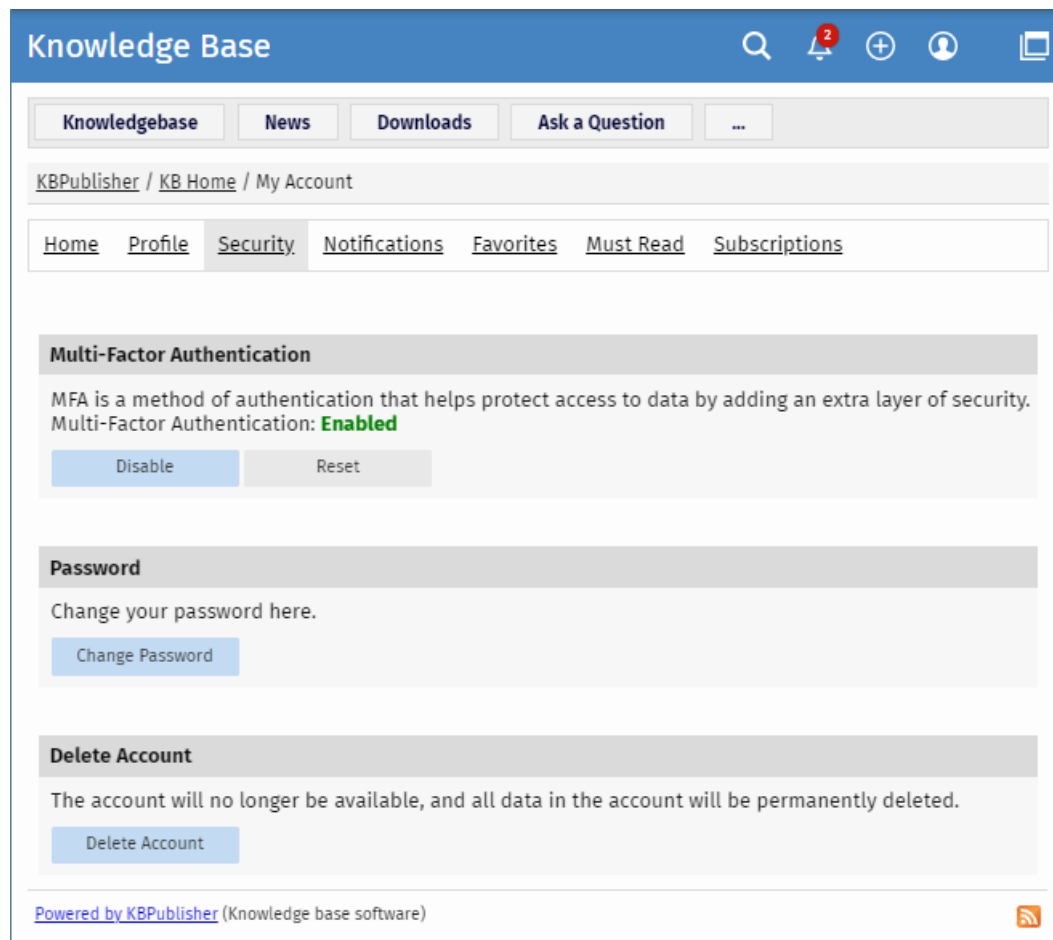 Knowledge Base
2
Knowledgebase News Downloads Ask a Question ...
KBPublisher / KB Home / My Account
Home Profile Security Notifications Favorites Must Read Subscriptions
Multi-Factor Authentication
MFA is a method of authentication that helps protect access to data by adding an extra layer of security.
Multi-Factor Authentication: Enabled
Disable Reset
Password
Change your password here.
Change Password
Delete Account
The account will no longer be available, and all data in the account will be permanently deleted.
Delete Account
Powered by KBPublisher (Knowledge base software)